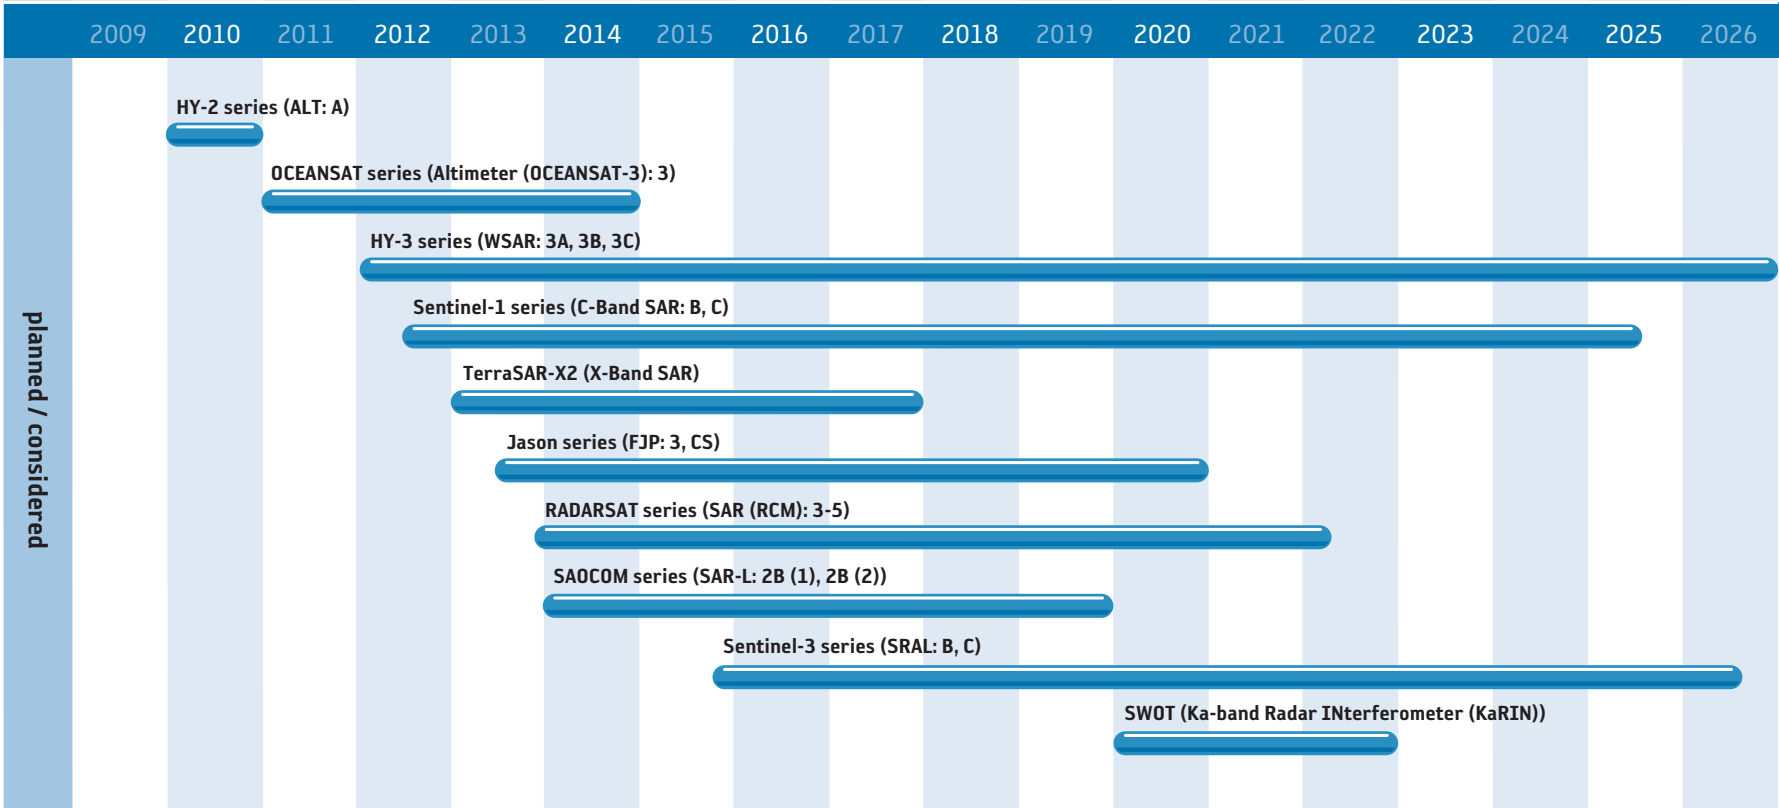 2009 2010 2011 2012 2013 2014 2015 2016 2017 2018 2019 2020 2021 2022 2023 2024 2025 2026
planned / considered
HY-2 series (ALT: A)
OCEANSAT series (Altimeter (OCEANSAT-3): 3)
HY-3 series (WSAR: 3A, 3B, 3C)
Sentinel-1 series (C-Band SAR: B, C)
TerraSAR-X2 (X-Band SAR)
Jason series (FJP: 3, CS)
RADARSAT series (SAR (RCM): 3-5)
SAOCOM series (SAR-L: 2B (1), 2B (2))
Sentinel-3 series (SRAL: B, C)
SWOT (Ka-band Radar INterferometer (KaRIN))